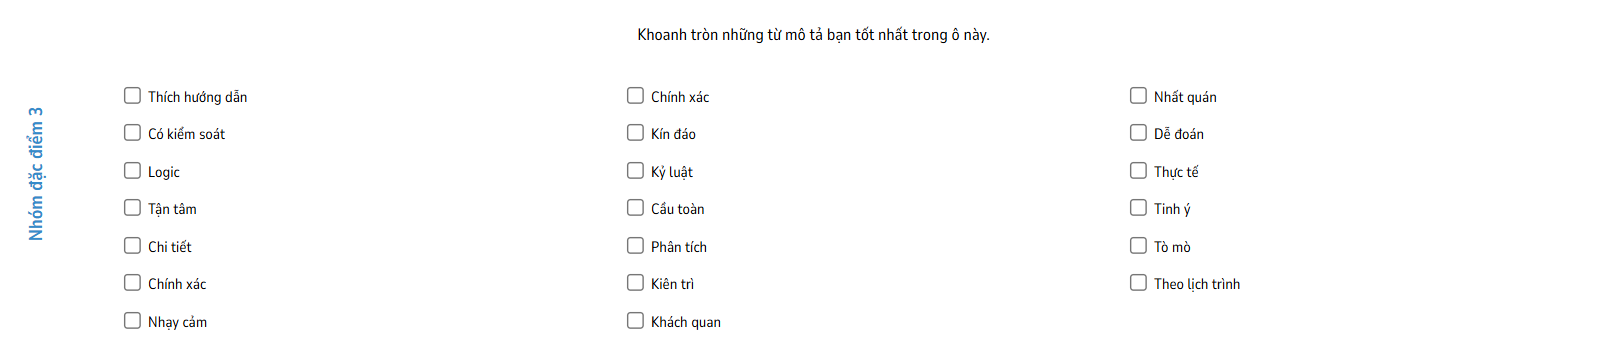 Khoanh tròn những từ mô tả bạn tốt nhất trong ô này.
Nhóm đặc điểm 3
Thích hướng dẫn
Có kiểm soát
Logic
Tận tâm
Chi tiết
Chính xác
Nhạy cảm
Chính xác
Kín đáo
Kỷ luật
Cầu toàn
Phân tích
Kiên trì
Khách quan
Nhất quán
Dễ đoán
Thực tế
Tinh ý
Tò mò
Theo lịch trình